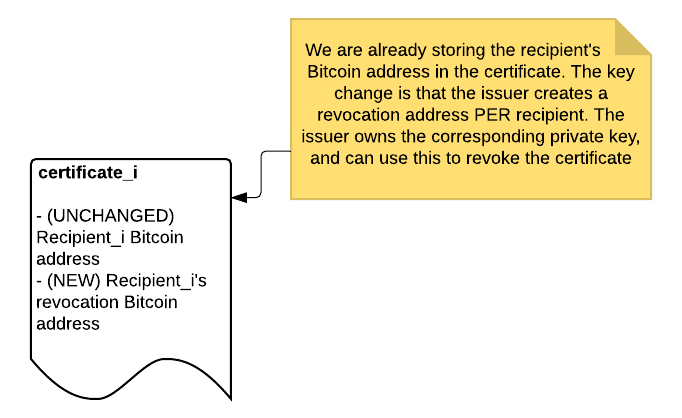 We are already storing the recipient's
Bitcoin address in the certificate. The key
change is that the issuer creates a
revocation address PER recipient. The
issuer owns the corresponding private key,
and can use this to revoke the certificate
certificate_i
- (UNCHANGED)
Recipient_i Bitcoin
address
- (NEW) Recipient_i's
revocation Bitcoin
address